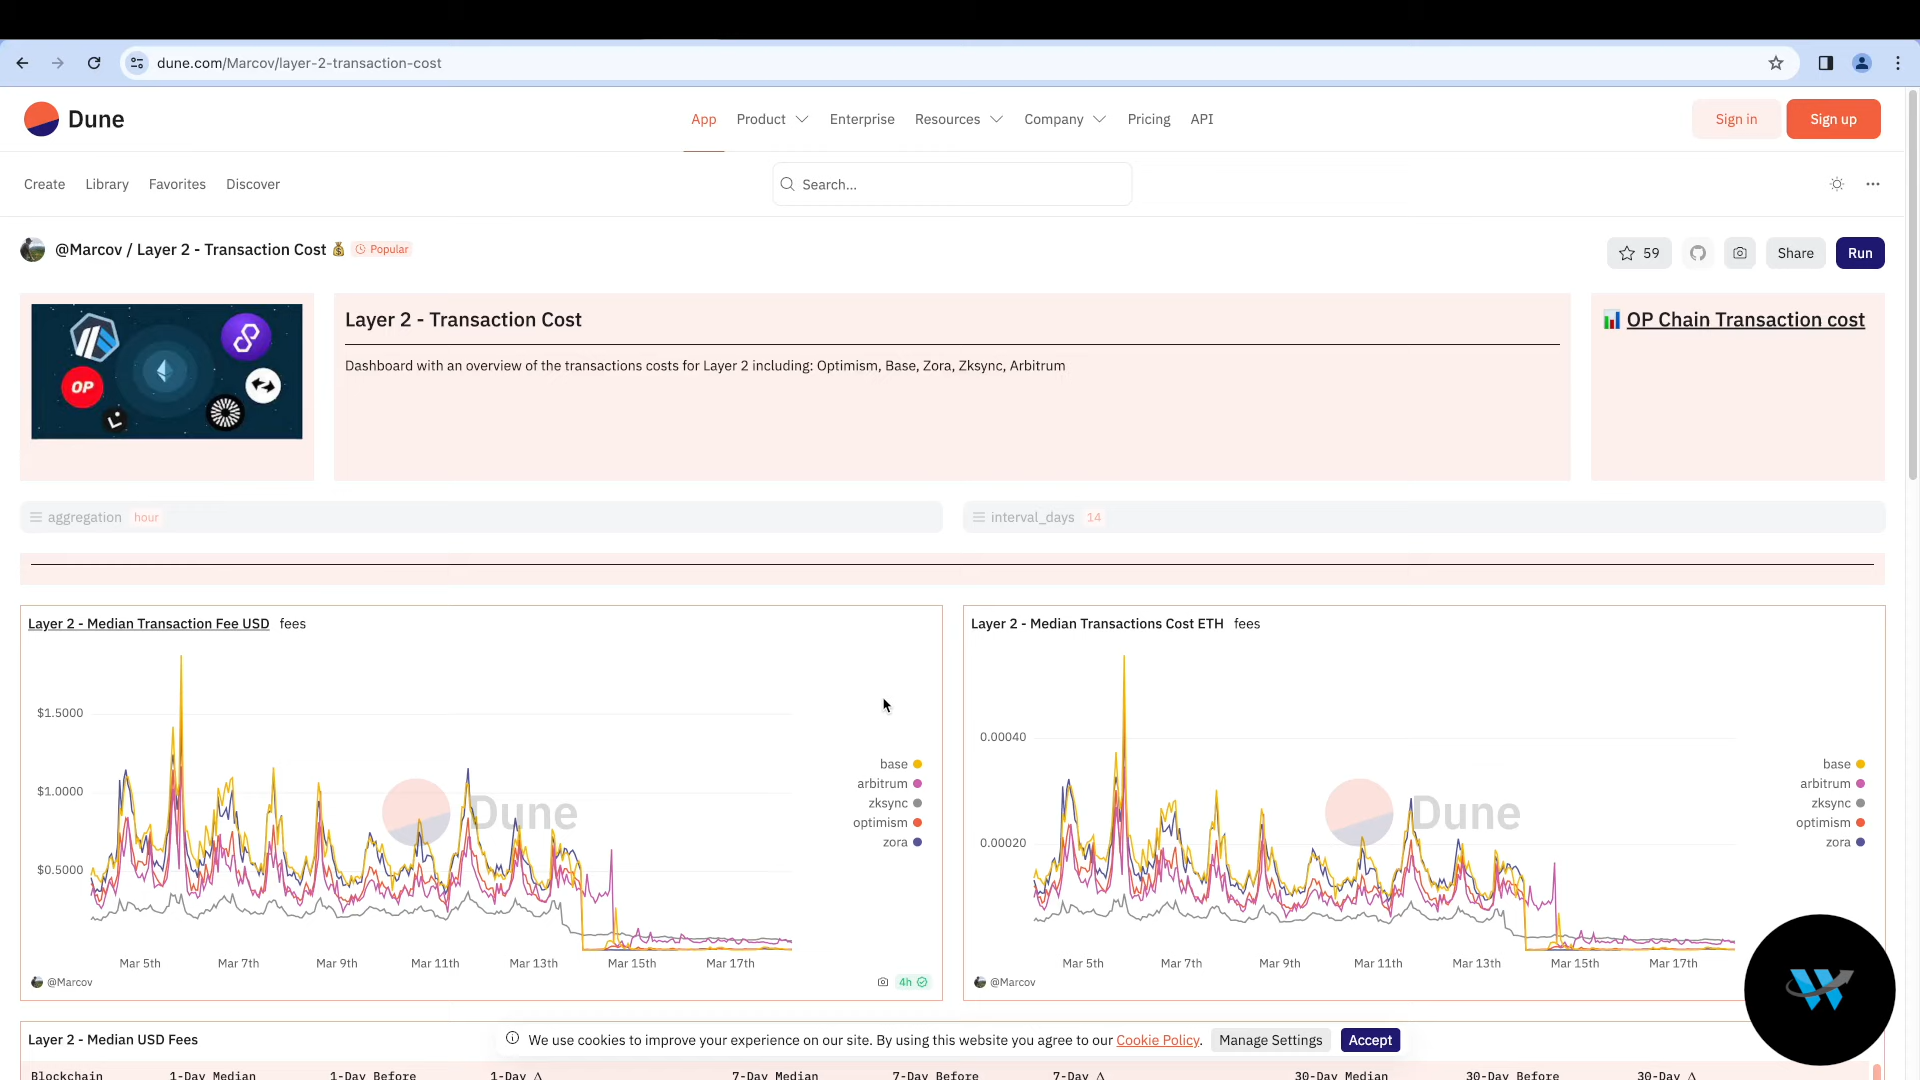 dune.com/Marcov/layer-2-transaction-cost
Dune
App Product Enterprise Resources Company Pricing API
Sign in Sign up
Create Library Favorites Discover
Search...
@Marcov / Layer 2 - Transaction Cost 💰 Popular
59 Share Run
OP
Layer 2 - Transaction Cost
Dashboard with an overview of the transactions costs for Layer 2 including: Optimism, Base, Zora, Zksync, Arbitrum
📊 OP Chain Transaction cost
aggregation hour
interval_days 14
Layer 2 - Median Transaction Fee USD fees
$1.5000
$1.0000
$0.5000
Dune
base
arbitrum
zksync
optimism
zora
Mar 5th Mar 7th Mar 9th Mar 11th Mar 13th Mar 15th Mar 17th
@Marcov 4h
Layer 2 - Median Transactions Cost ETH fees
0.00040
0.00020
Dune
base
arbitrum
zksync
optimism
zora
Mar 5th Mar 7th Mar 9th Mar 11th Mar 13th Mar 15th Mar 17th
@Marcov
W
Layer 2 - Median USD Fees
We use cookies to improve your experience on our site. By using this website you agree to our Cookie Policy. Manage Settings Accept
Blockchain 1-Day Median 1-Day Before 1-Day Δ 7-Day Median 7-Day Before 7-Day Δ 30-Day Median 30-Day Before 30-Day Δ